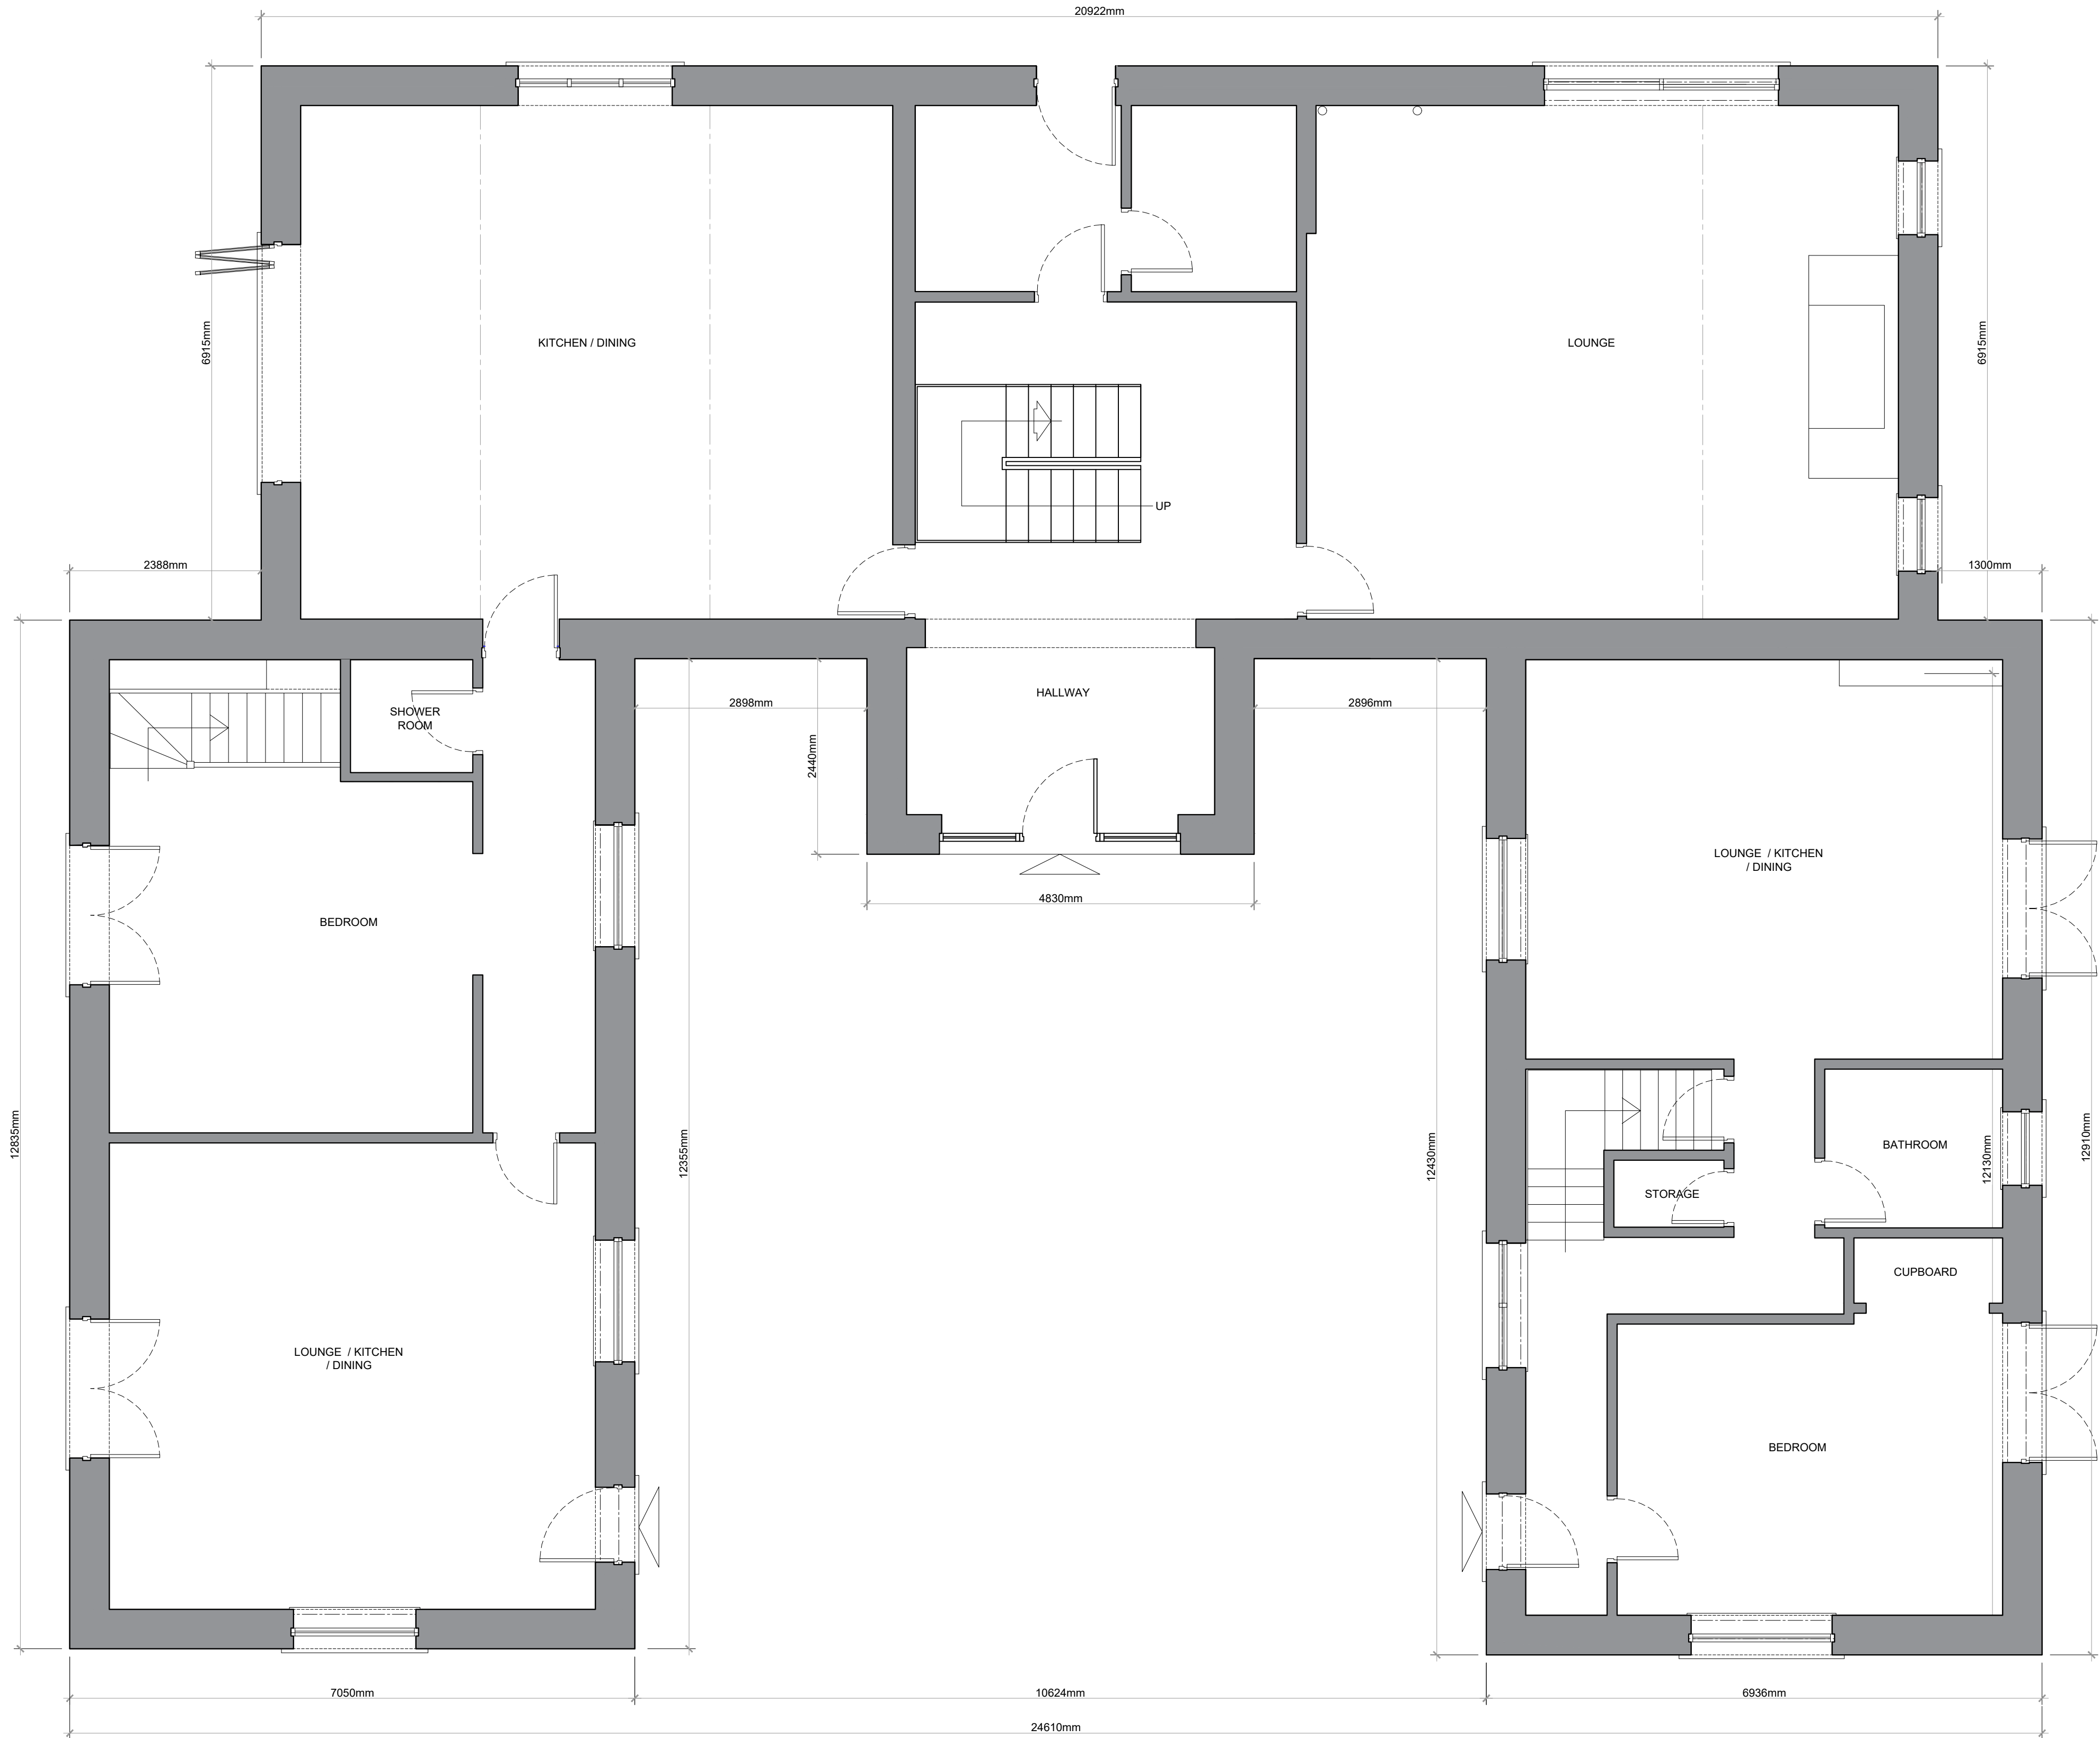 20922mm
6915mm
KITCHEN / DINING
LOUNGE
6915mm
UP
2388mm
1300mm
SHOWER
ROOM
2898mm
HALLWAY
2896mm
2440mm
LOUNGE / KITCHEN
/ DINING
4830mm
BEDROOM
12835mm
12355mm
12430mm
BATHROOM
12130mm
12910mm
STORAGE
CUPBOARD
LOUNGE / KITCHEN
/ DINING
BEDROOM
7050mm
10624mm
6936mm
24610mm